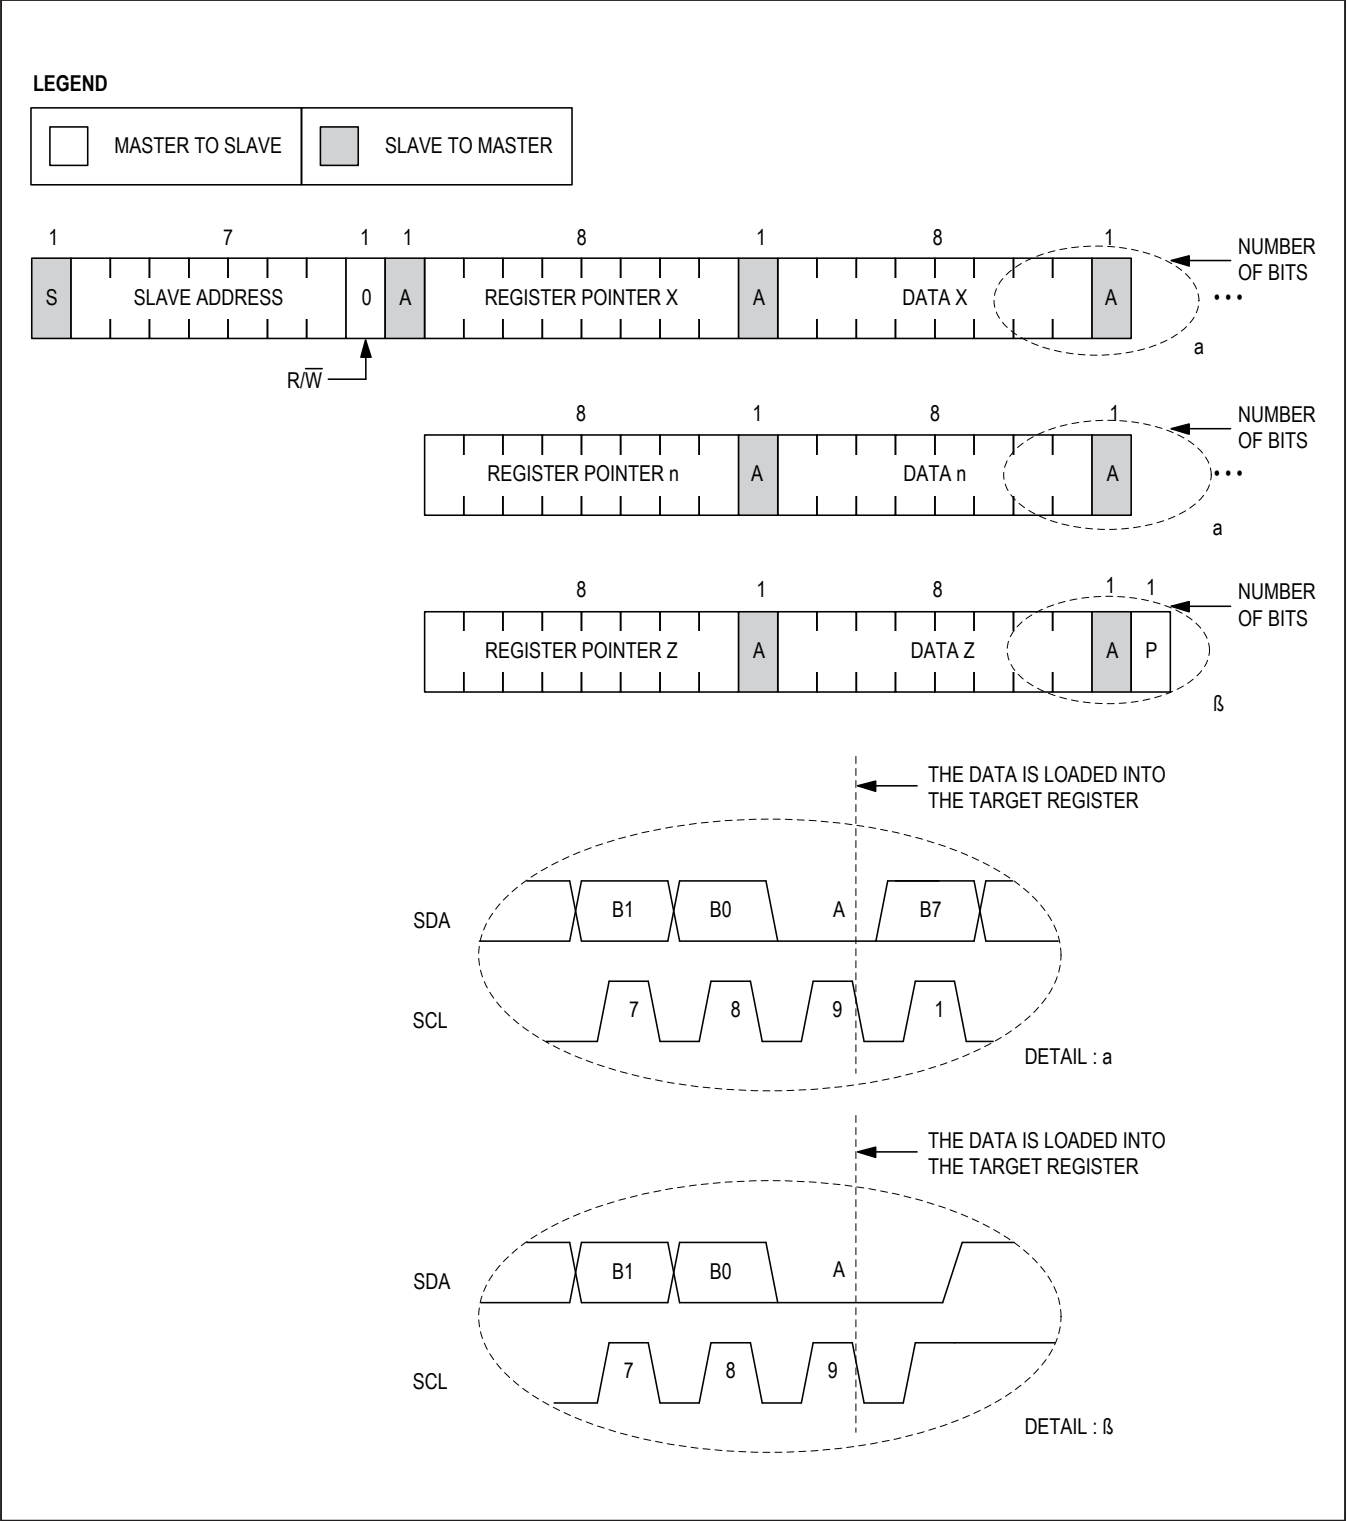 LEGEND
MASTER TO SLAVE SLAVE TO MASTER
1 7 1 1 8 1 8 1 NUMBER
OF BITS
S SLAVE ADDRESS 0 A REGISTER POINTER X A DATA X A •••
a
R/W̅
8 1 8 1 NUMBER
OF BITS
REGISTER POINTER n A DATA n A •••
a
8 1 8 1 1 NUMBER
OF BITS
REGISTER POINTER Z A DATA Z A P
ß
THE DATA IS LOADED INTO
THE TARGET REGISTER
SDA B1 B0 A B7
SCL 7 8 9 1
DETAIL : a
THE DATA IS LOADED INTO
THE TARGET REGISTER
SDA B1 B0 A
SCL 7 8 9
DETAIL : ß